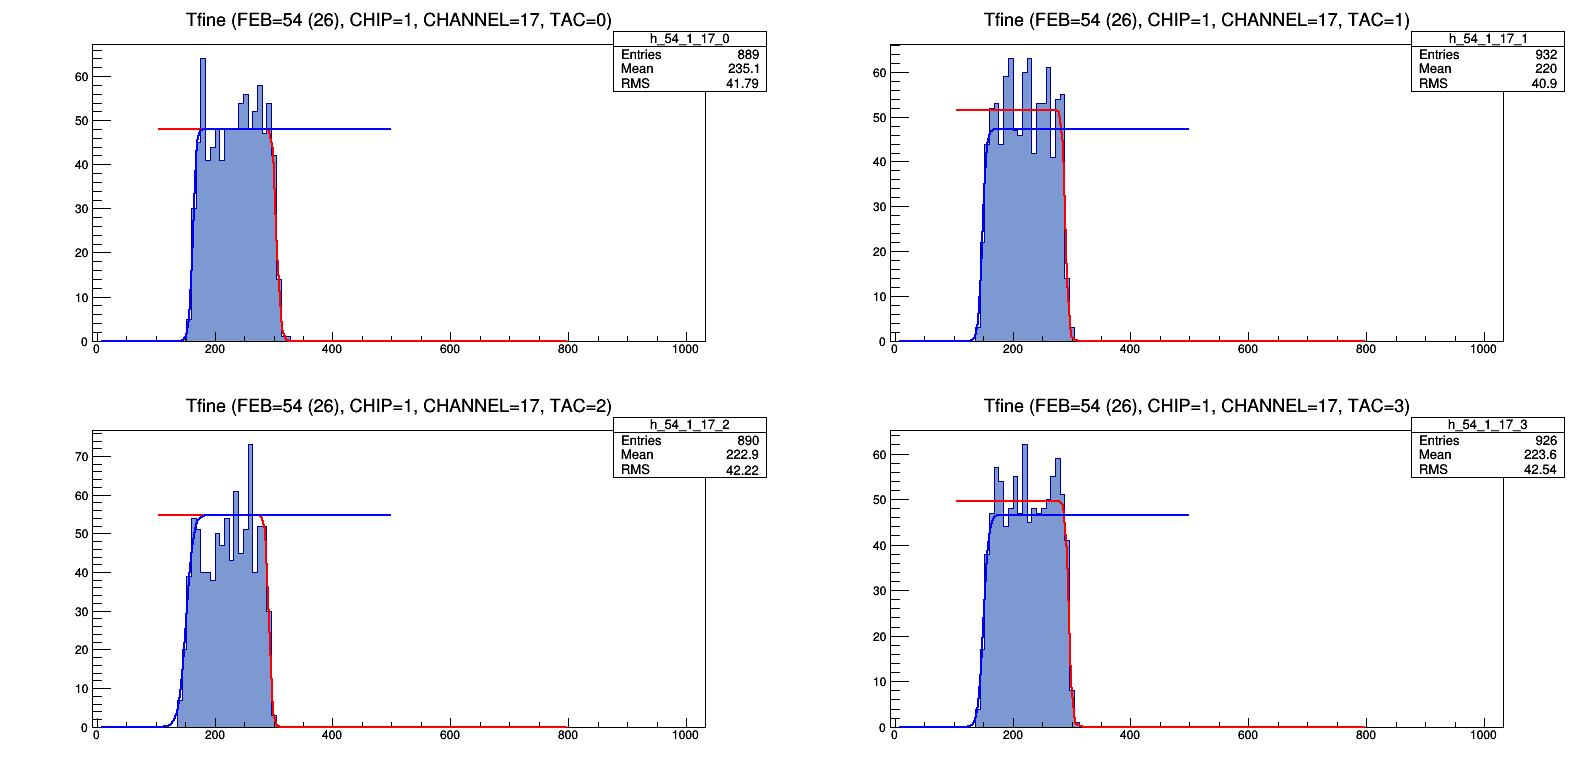 Tfine (FEB=54 (26), CHIP=1, CHANNEL=17, TAC=0)
h_54_1_17_0
Entries 889
Mean 235.1
RMS 41.79
60
50
40
30
20
10
0
0 200 400 600 800 1000
Tfine (FEB=54 (26), CHIP=1, CHANNEL=17, TAC=1)
h_54_1_17_1
Entries 932
Mean 220
RMS 40.9
60
50
40
30
20
10
0
0 200 400 600 800 1000
Tfine (FEB=54 (26), CHIP=1, CHANNEL=17, TAC=2)
h_54_1_17_2
Entries 890
Mean 222.9
RMS 42.22
70
60
50
40
30
20
10
0
0 200 400 600 800 1000
Tfine (FEB=54 (26), CHIP=1, CHANNEL=17, TAC=3)
h_54_1_17_3
Entries 926
Mean 223.6
RMS 42.54
60
50
40
30
20
10
0
0 200 400 600 800 1000